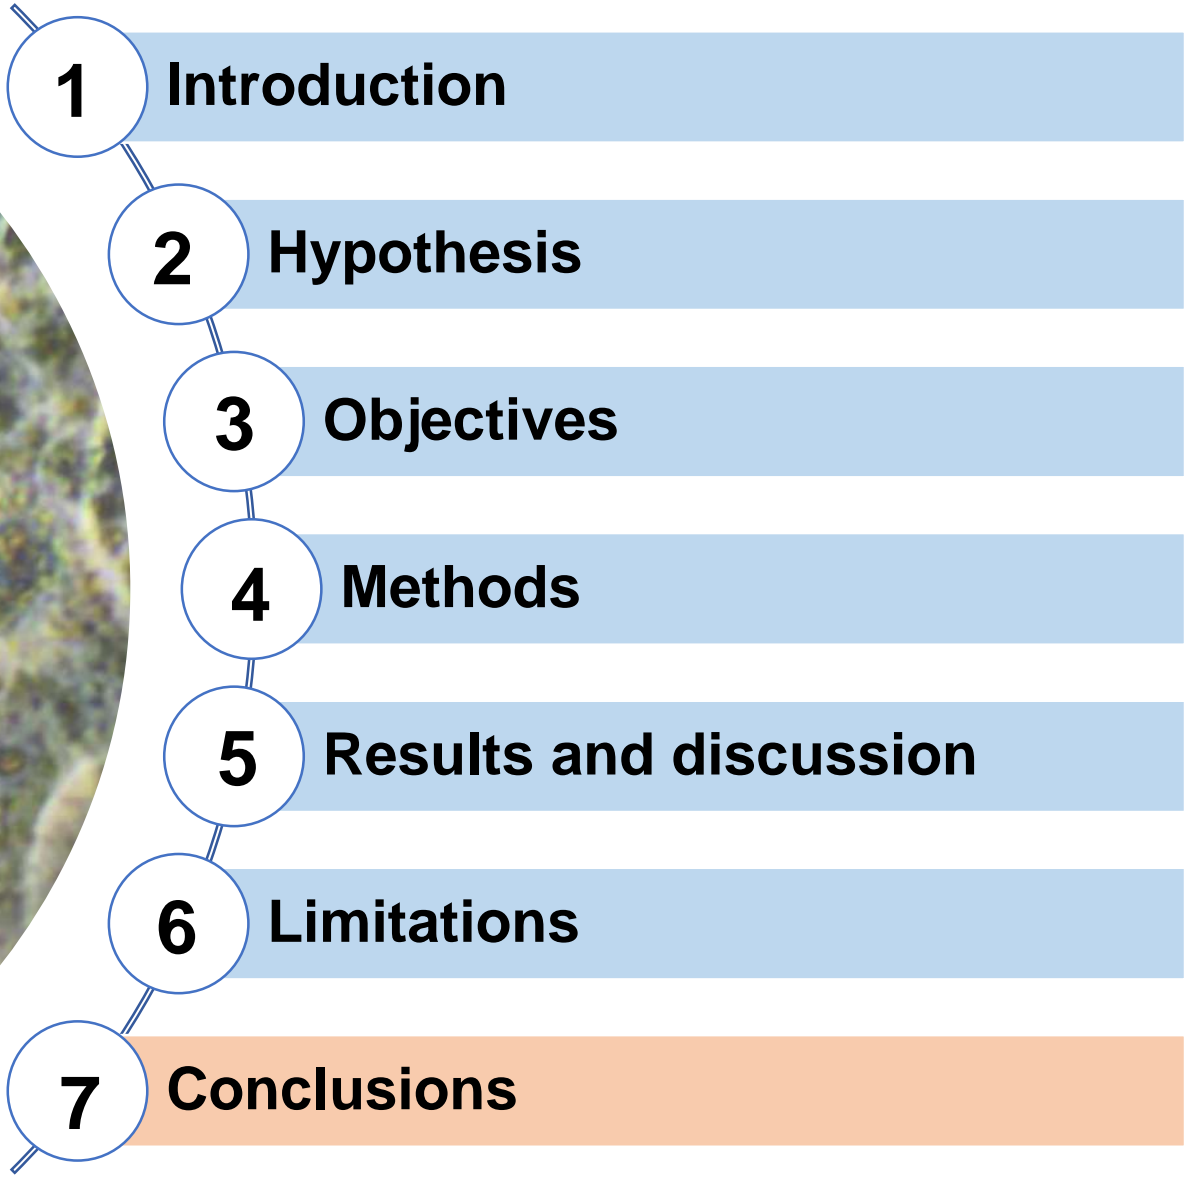 1 Introduction
2 Hypothesis
3 Objectives
4 Methods
5 Results and discussion
6 Limitations
7 Conclusions